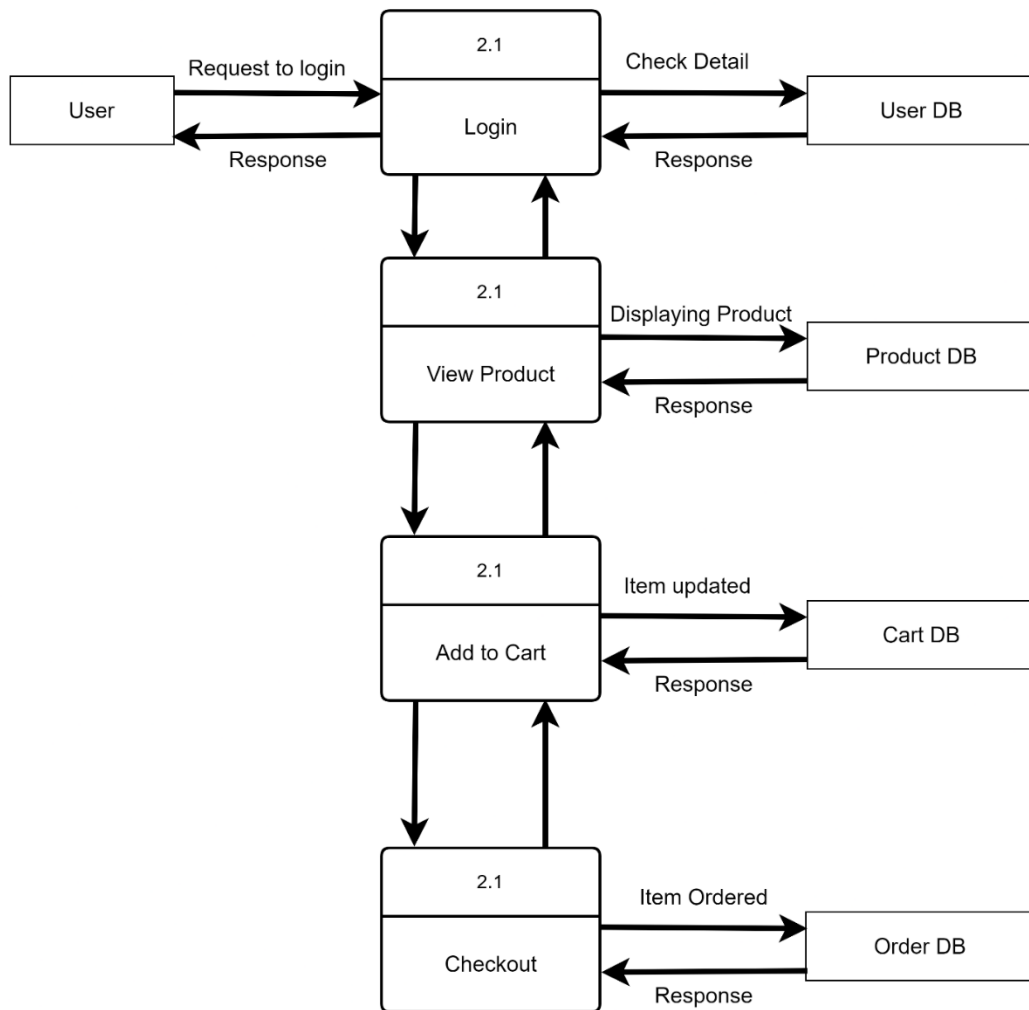 2.1
Request to login
Check Detail
User
Login
User DB
Response
Response
2.1
Displaying Product
View Product
Product DB
Response
2.1
Item updated
Add to Cart
Cart DB
Response
2.1
Item Ordered
Checkout
Order DB
Response